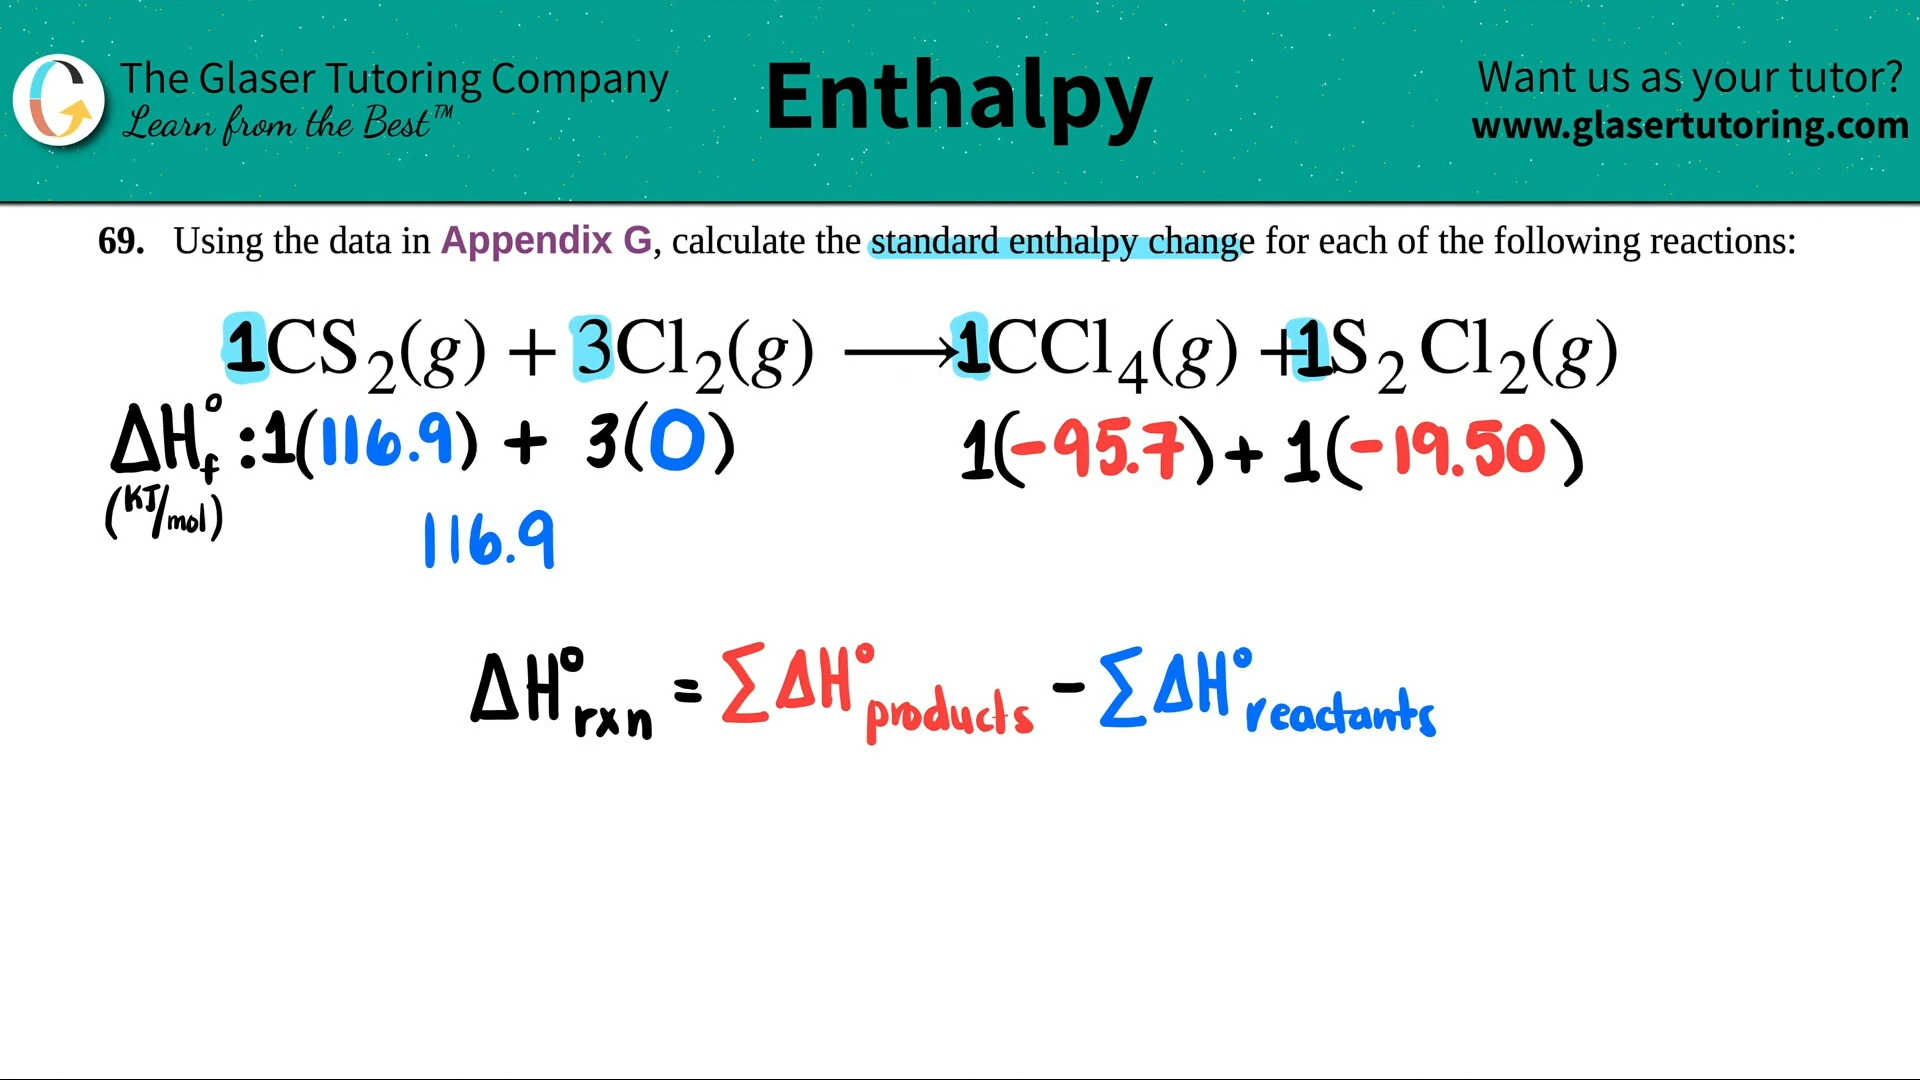 The Glaser Tutoring Company
Learn from the Best™
Enthalpy
Want us as your tutor?
www.glasertutoring.com
69. Using the data in Appendix G, calculate the standard enthalpy change for each of the following reactions:
1CS₂(g) + 3Cl₂(g) ⟶ 1CCl₄(g) + 1S₂Cl₂(g)
ΔH°f : 1(116.9) + 3(0) 1(-95.7) + 1(-19.50)
(KJ/mol)
116.9
ΔH°rxn = ΣΔH°products - ΣΔH°reactants